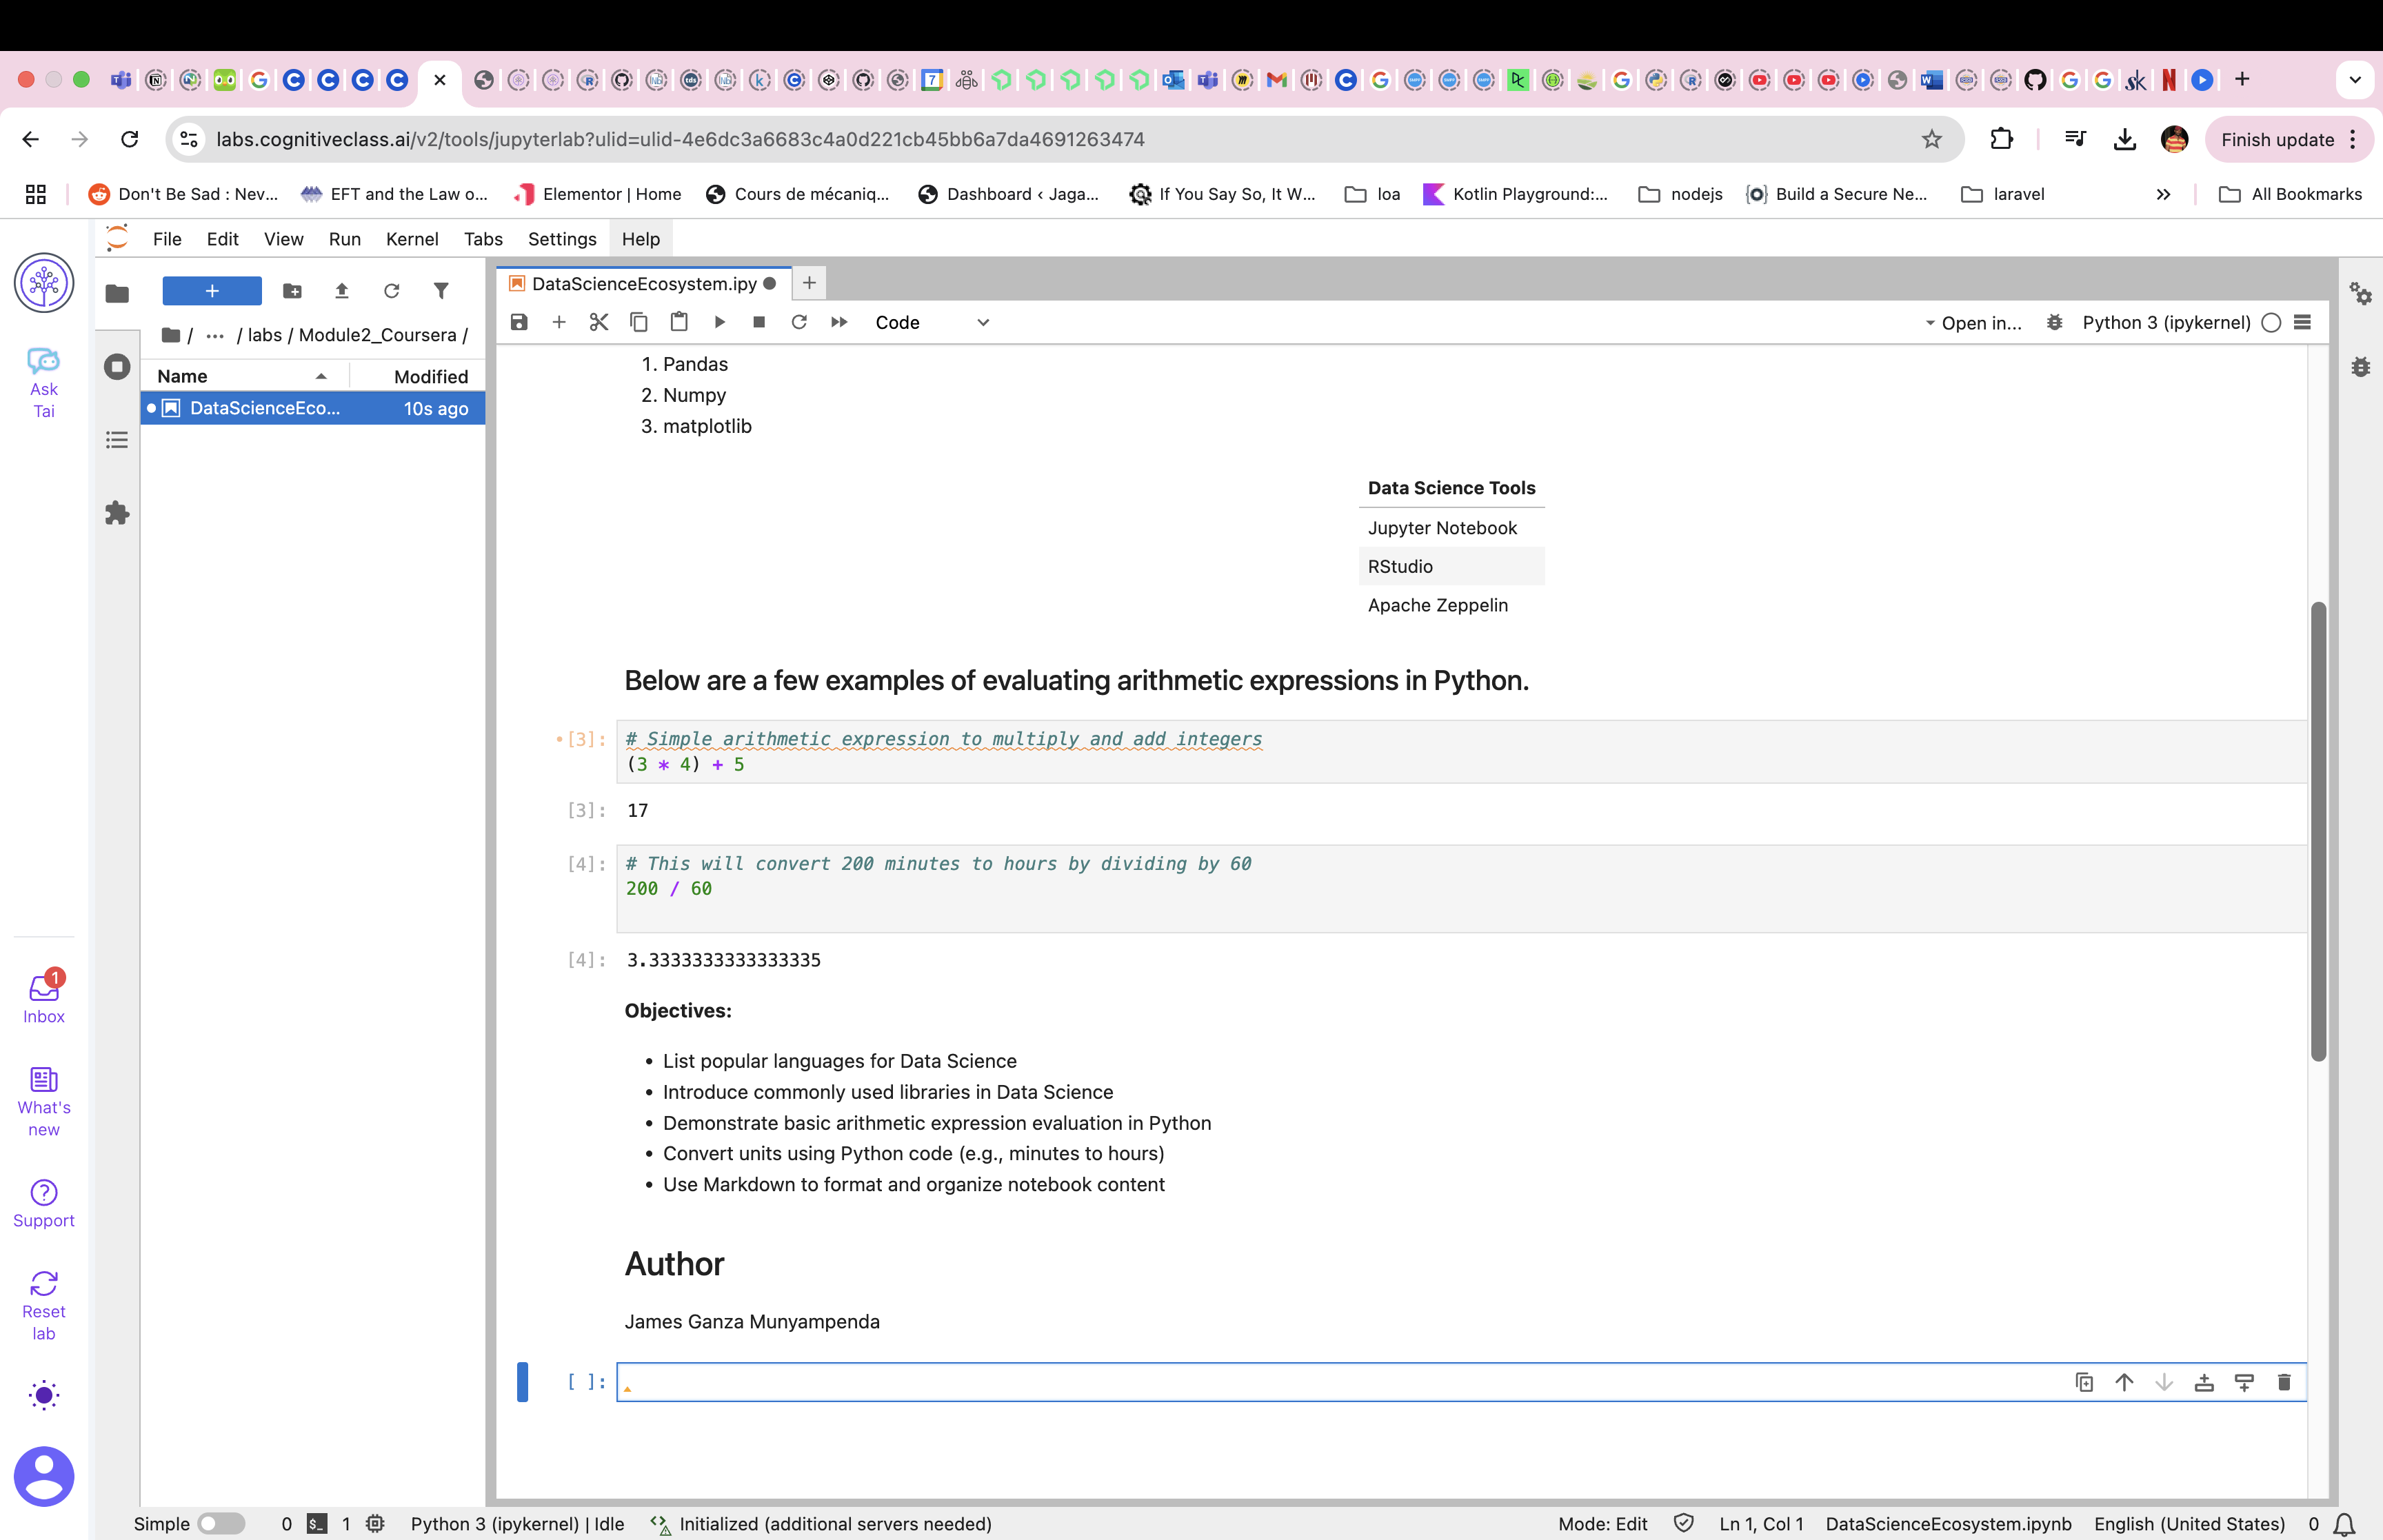 labs.cognitiveclass.ai/v2/tools/jupyterlab?ulid=ulid-4e6dc3a6683c4a0d221cb45bb6a7da4691263474
Finish update
Don't Be Sad : Nev...
EFT and the Law o...
Elementor | Home
Cours de mécaniq...
Dashboard ‹ Jaga...
If You Say So, It W...
loa
Kotlin Playground:...
nodejs
Build a Secure Ne...
laravel
All Bookmarks
File Edit View Run Kernel Tabs Settings Help
Ask
Tai
/ ··· / labs / Module2_Coursera /
Name Modified
DataScienceEco... 10s ago
DataScienceEcosystem.ipy
Code
Open in...
Python 3 (ipykernel)
1. Pandas
2. Numpy
3. matplotlib
Data Science Tools
Jupyter Notebook
RStudio
Apache Zeppelin
Below are a few examples of evaluating arithmetic expressions in Python.
[3]: # Simple arithmetic expression to multiply and add integers
(3 * 4) + 5
[3]: 17
[4]: # This will convert 200 minutes to hours by dividing by 60
200 / 60
[4]: 3.3333333333333335
Objectives:
• List popular languages for Data Science
• Introduce commonly used libraries in Data Science
• Demonstrate basic arithmetic expression evaluation in Python
• Convert units using Python code (e.g., minutes to hours)
• Use Markdown to format and organize notebook content
Author
James Ganza Munyampenda
[ ]:
1
Inbox
What's
new
Support
Reset
lab
Simple 0 $_ 1 Python 3 (ipykernel) | Idle Initialized (additional servers needed)
Mode: Edit Ln 1, Col 1 DataScienceEcosystem.ipynb English (United States) 0